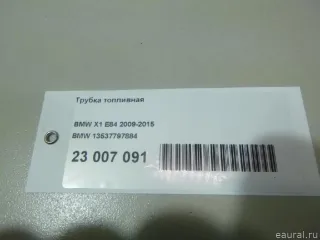 Трубка топливная
BMW X1 E84 2009-2015
BMW 13537797884
23 007 091
eaural.ru